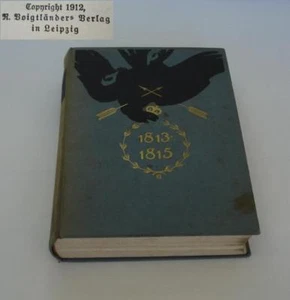 Copyright 1912,
R. Voigtländers Verlag
in Leipzig
1813-
1815